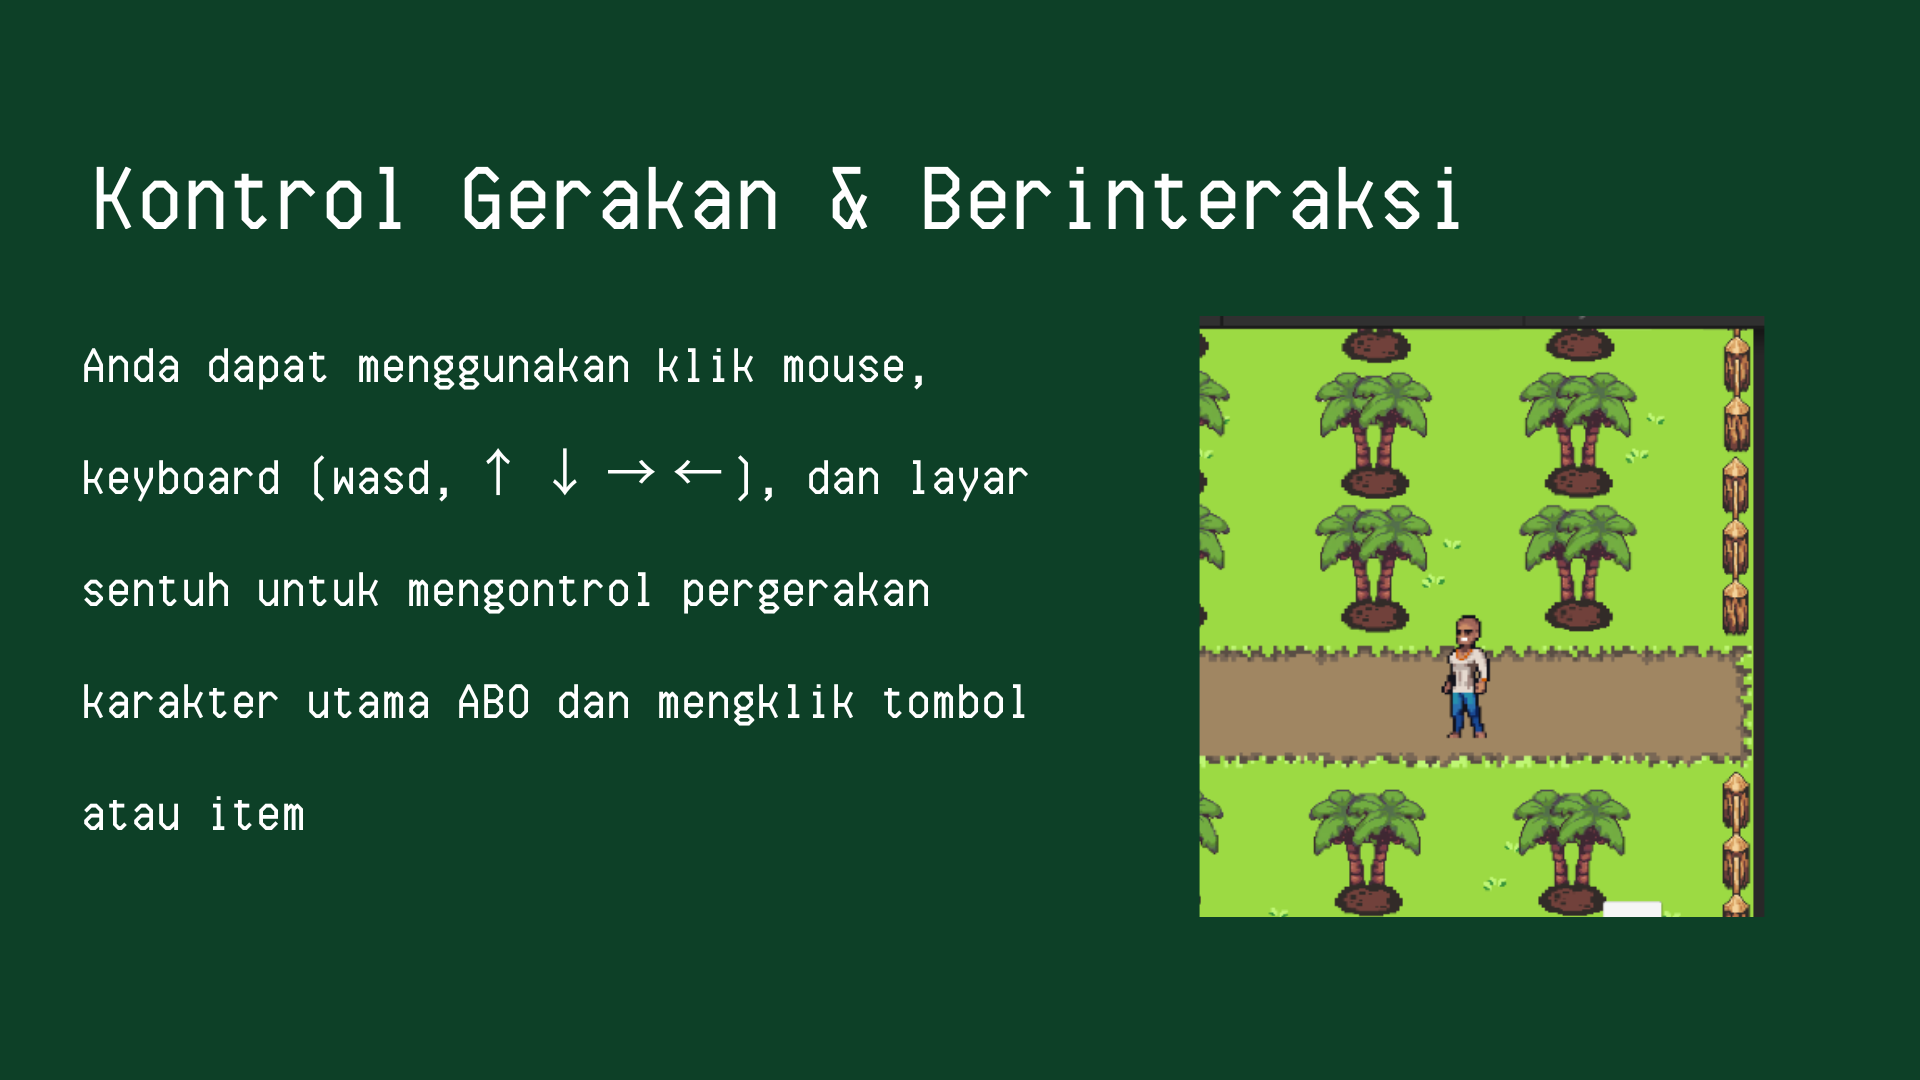 Kontrol Gerakan & Berinteraksi
Anda dapat menggunakan klik mouse,
keyboard (wasd, ↑ ↓ → ←), dan layar
sentuh untuk mengontrol pergerakan
karakter utama ABO dan mengklik tombol
atau item